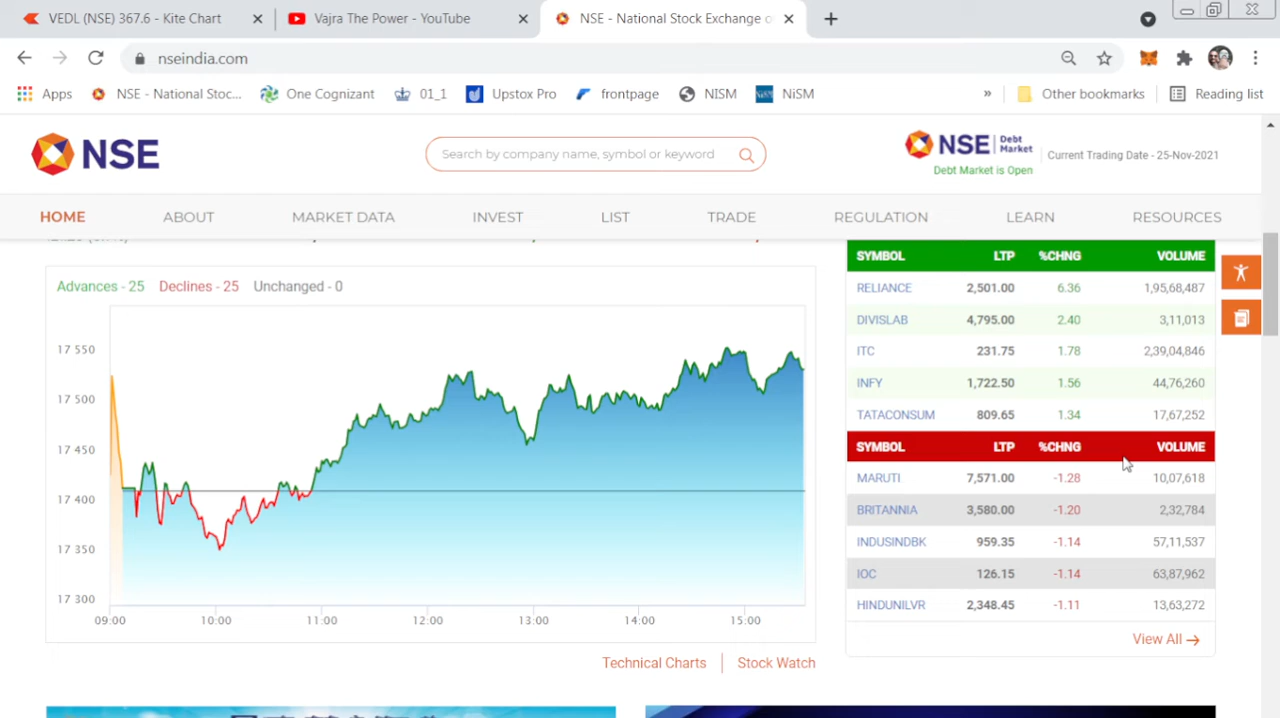 VEDL (NSE) 367.6 - Kite Chart
Vajra The Power - YouTube
NSE - National Stock Exchange o
nseindia.com
Apps
NSE - National Stoc...
One Cognizant
01_1
Upstox Pro
frontpage
NISM
NiSM
»
Other bookmarks
Reading list
NSE
Search by company name, symbol or keyword
NSE Debt Market
Debt Market is Open
Current Trading Date - 25-Nov-2021
HOME ABOUT MARKET DATA INVEST LIST TRADE REGULATION LEARN RESOURCES
Advances - 25 Declines - 25 Unchanged - 0
17 550
17 500
17 450
17 400
17 350
17 300
09:00 10:00 11:00 12:00 13:00 14:00 15:00
Technical Charts
Stock Watch
SYMBOL LTP %CHNG VOLUME
RELIANCE 2,501.00 6.36 1,95,68,487
DIVISLAB 4,795.00 2.40 3,11,013
ITC 231.75 1.78 2,39,04,846
INFY 1,722.50 1.56 44,76,260
TATACONSUM 809.65 1.34 17,67,252
SYMBOL LTP %CHNG VOLUME
MARUTI 7,571.00 -1.28 10,07,618
BRITANNIA 3,580.00 -1.20 2,32,784
INDUSINDBK 959.35 -1.14 57,11,537
IOC 126.15 -1.14 63,87,962
HINDUNILVR 2,348.45 -1.11 13,63,272
View All